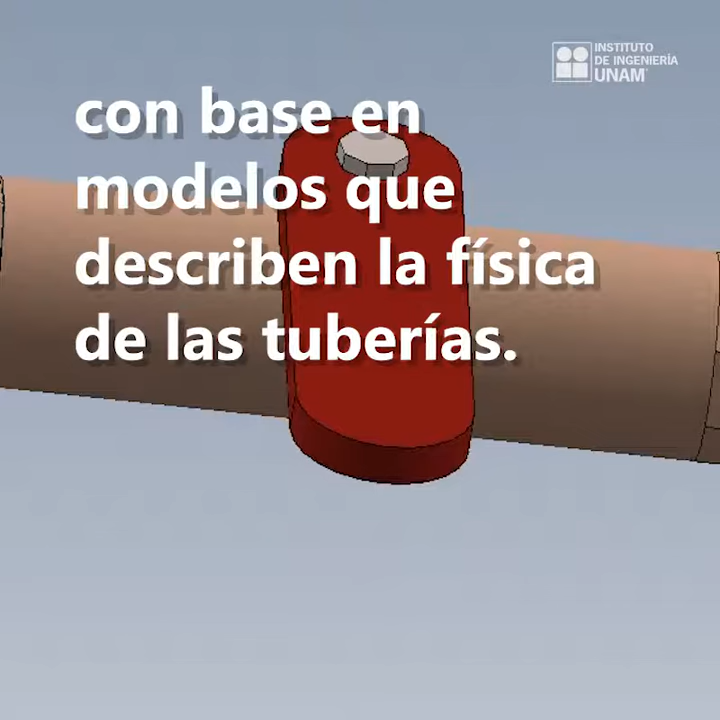 INSTITUTO
DE INGENIERÍA
UNAM
con base en
modelos que
describen la física
de las tuberías.